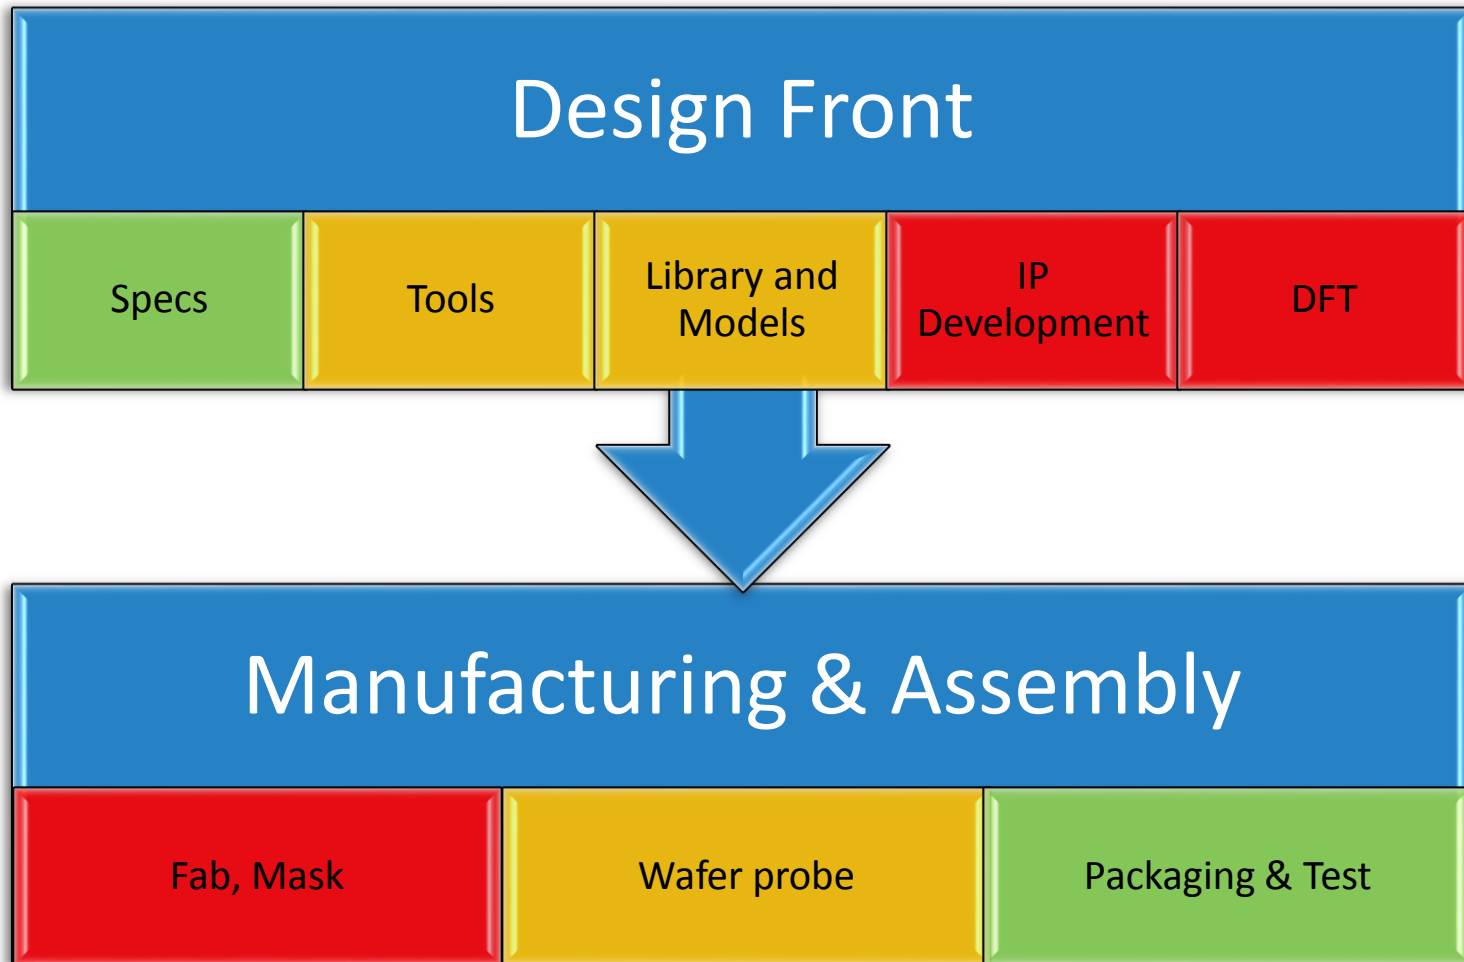 Design Front
Specs
Tools
Library and
Models
IP
Development
DFT
Manufacturing & Assembly
Fab, Mask
Wafer probe
Packaging & Test